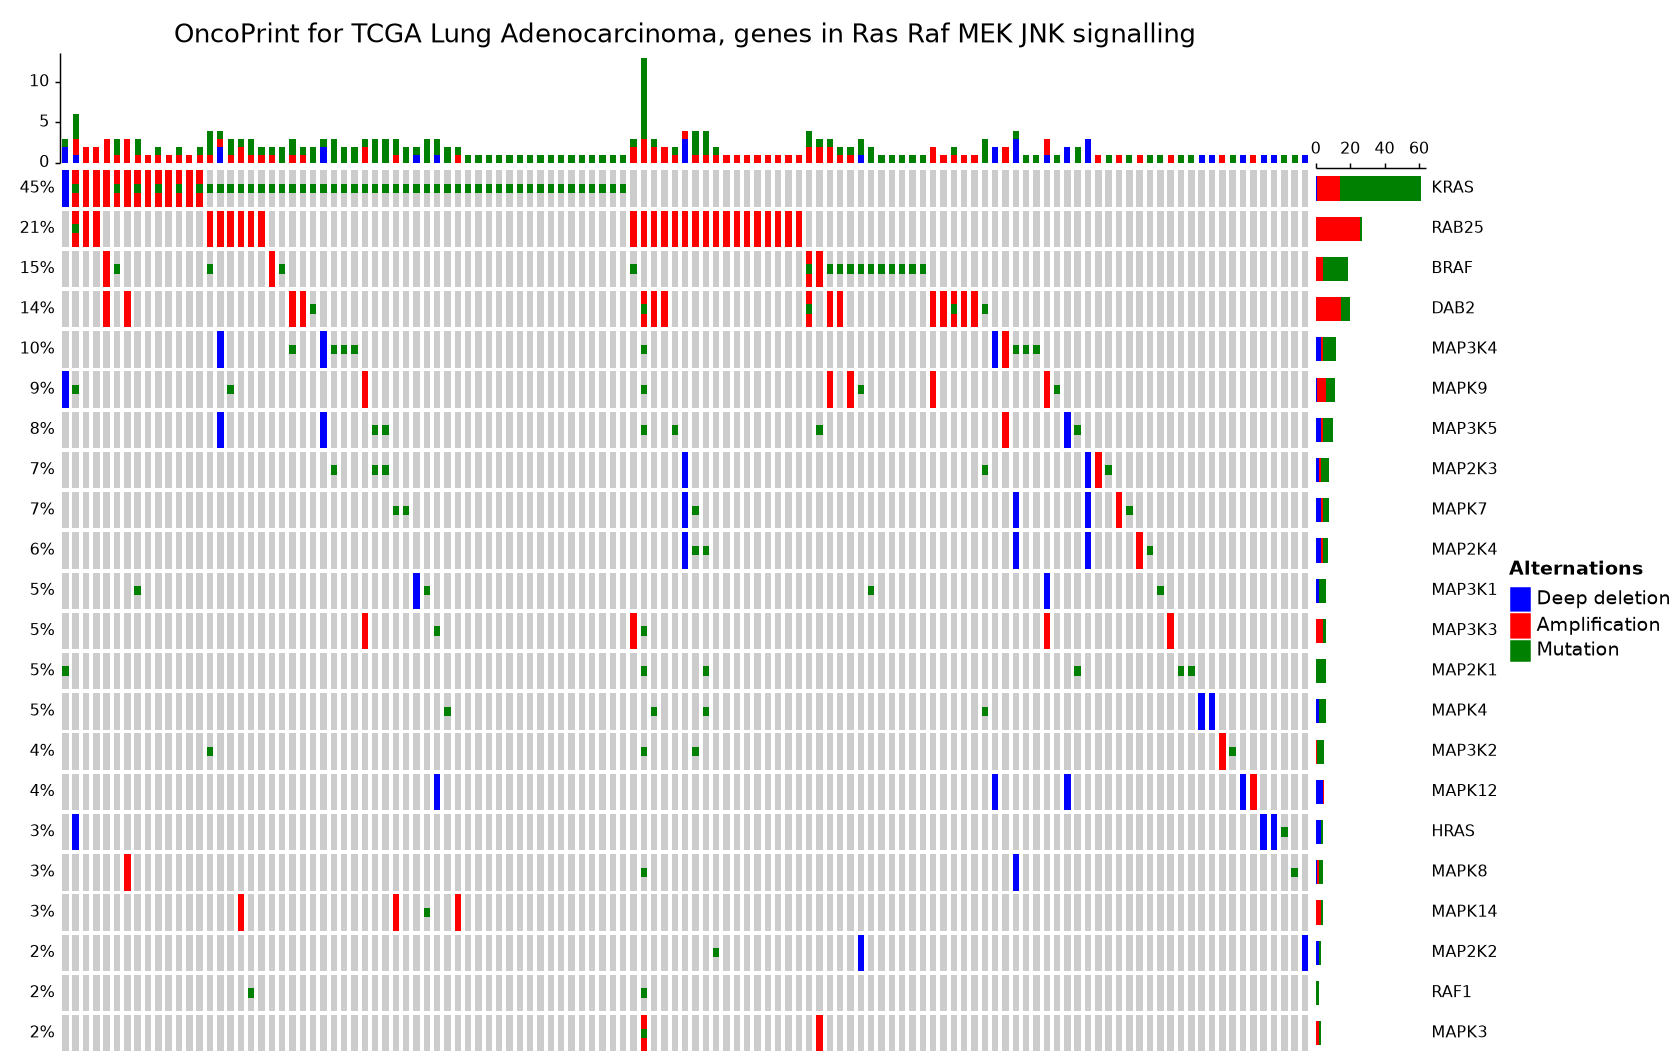 OncoPrint for TCGA Lung Adenocarcinoma, genes in Ras Raf MEK JNK signalling
10
5
0
0 20 40 60
45% KRAS
21% RAB25
15% BRAF
14% DAB2
10% MAP3K4
9% MAPK9
8% MAP3K5
7% MAP2K3
7% MAPK7
6% MAP2K4
5% MAP3K1
5% MAP3K3
5% MAP2K1
5% MAPK4
4% MAP3K2
4% MAPK12
3% HRAS
3% MAPK8
3% MAPK14
2% MAP2K2
2% RAF1
2% MAPK3
Alternations
Deep deletion
Amplification
Mutation